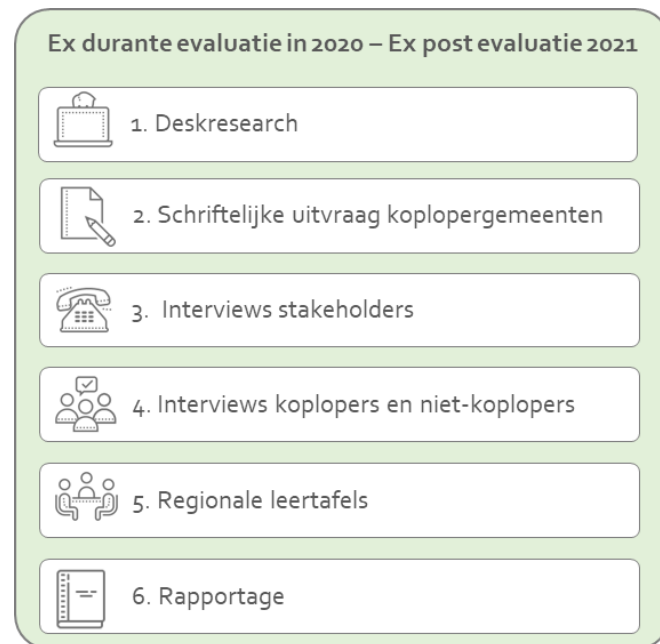 Ex durante evaluatie in 2020 – Ex post evaluatie 2021
1. Deskresearch
2. Schriftelijke uitvraag koplopergemeenten
3. Interviews stakeholders
4. Interviews koplopers en niet-koplopers
5. Regionale leertafels
6. Rapportage